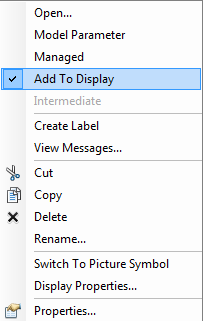 Open...
Model Parameter
Managed
Add To Display
Intermediate
Create Label
View Messages...
Cut
Copy
Delete
Rename...
Switch To Picture Symbol
Display Properties...
Properties...